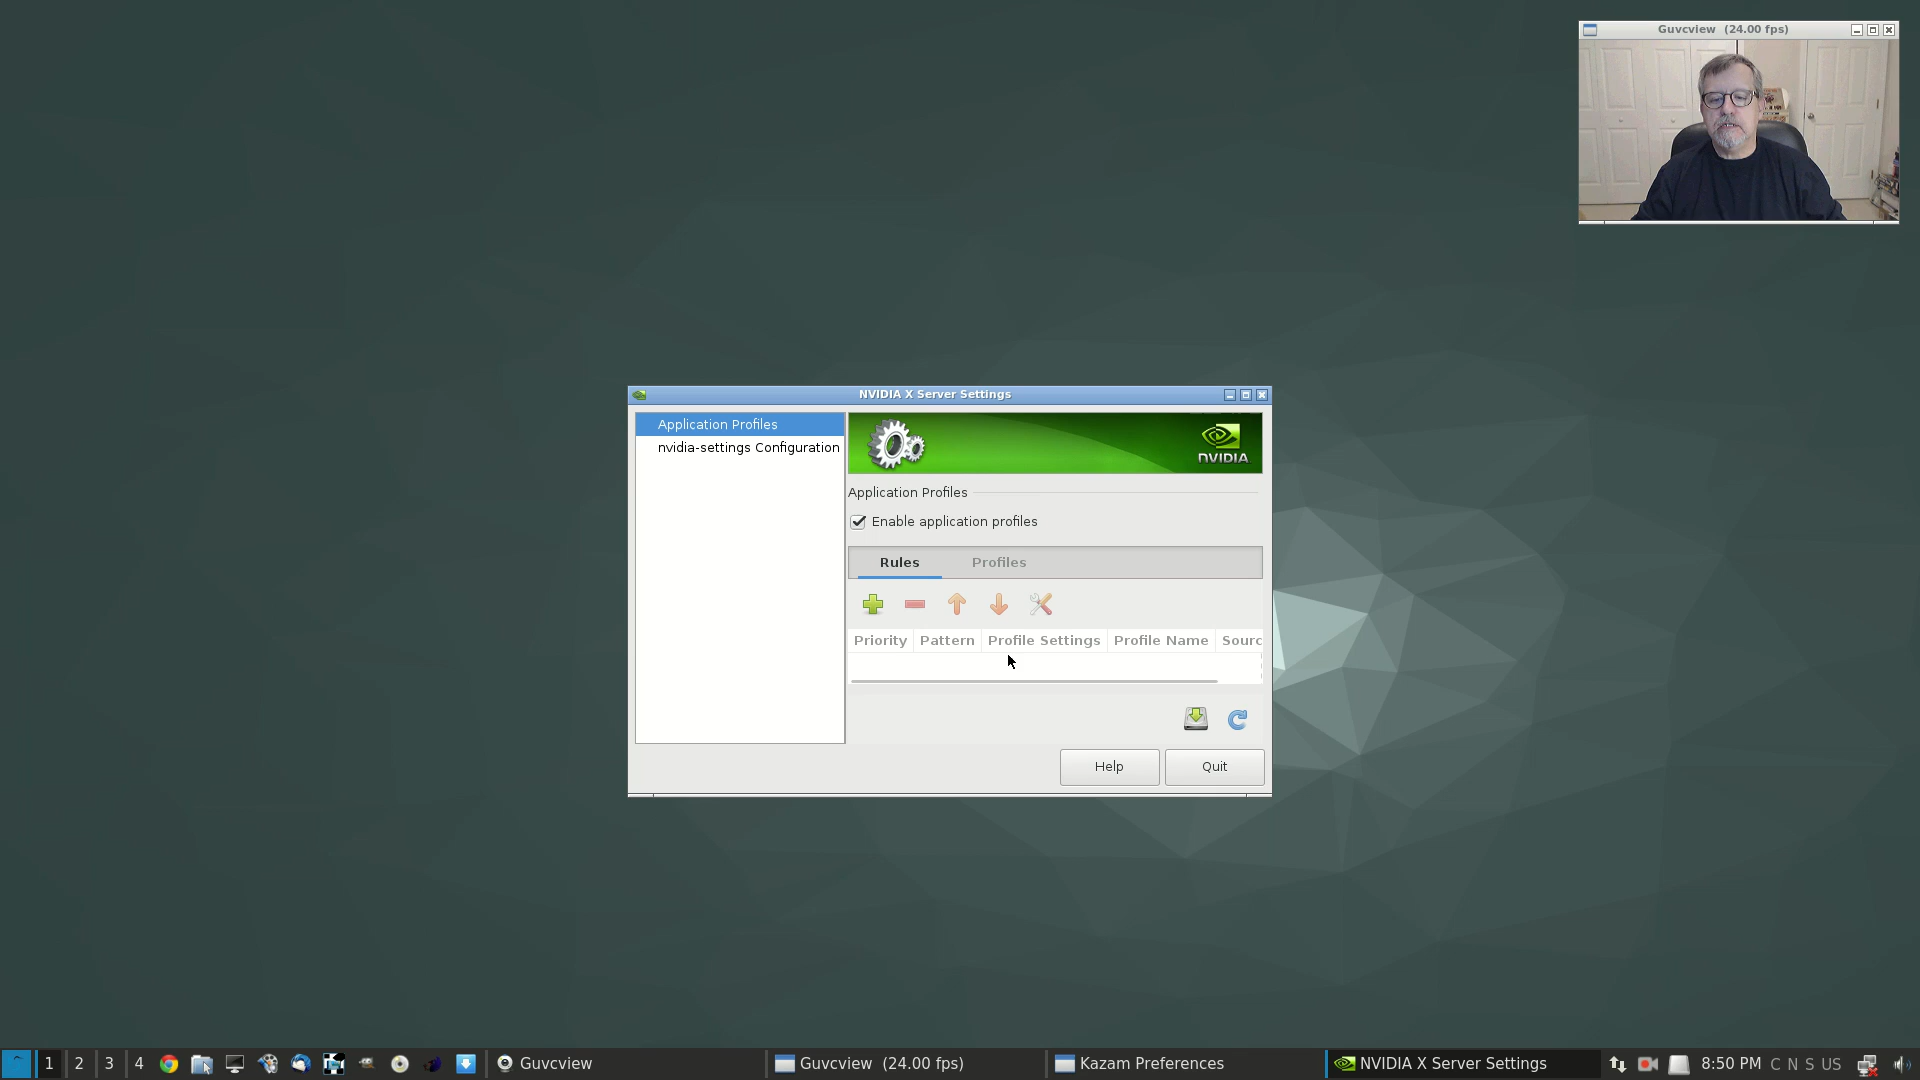 Guvcview (24.00 fps)
NVIDIA X Server Settings
Application Profiles
nvidia-settings Configuration
NVIDIA
Application Profiles
Enable application profiles
Rules Profiles
Priority Pattern Profile Settings Profile Name Sourc
Help Quit
1 2 3 4 Guvcview Guvcview (24.00 fps) Kazam Preferences NVIDIA X Server Settings 8:50 PM C N S US